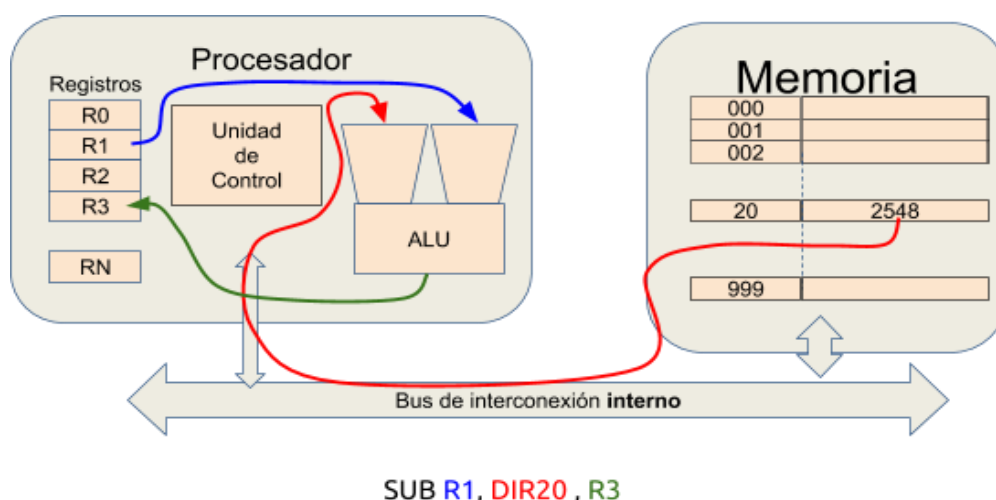 Procesador
Registros
R0
R1
R2
R3
RN
Unidad
de
Control
ALU
Memoria
000
001
002
20 2548
999
Bus de interconexión interno
SUB R1, DIR20 , R3